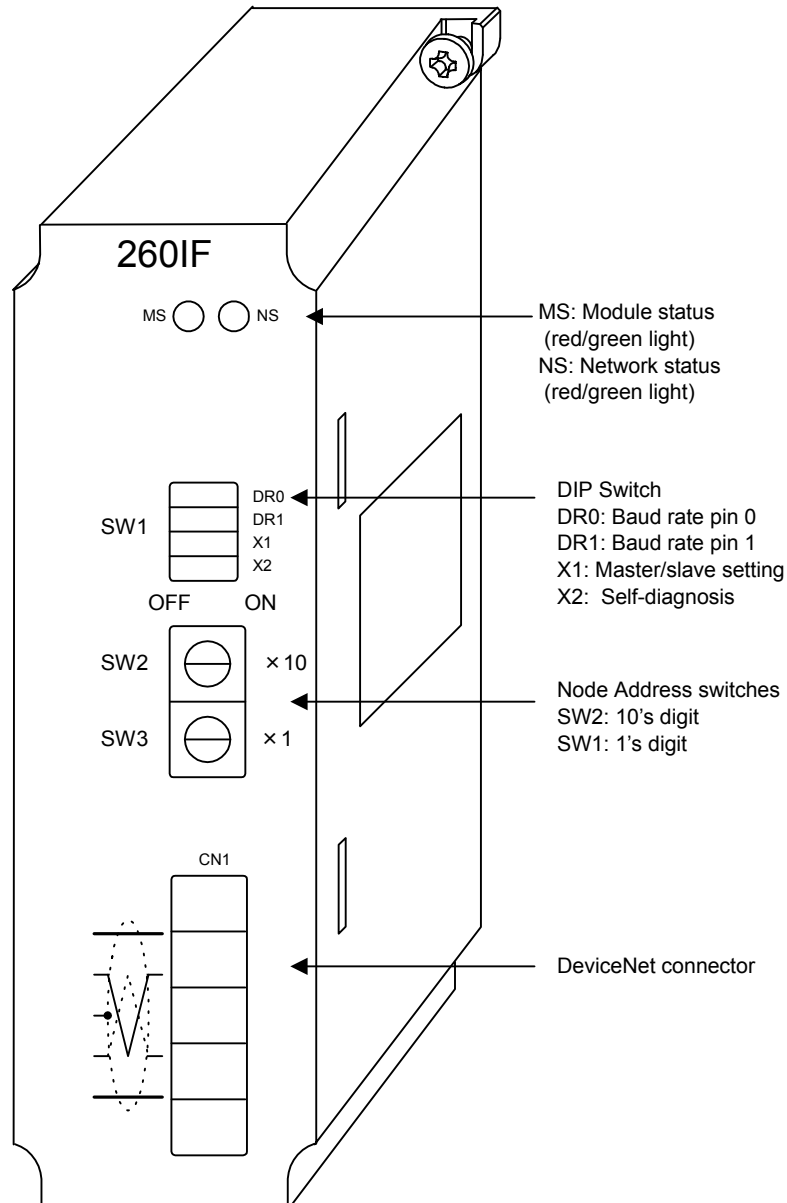 260IF
MS NS
MS: Module status
(red/green light)
NS: Network status
(red/green light)
SW1
DR0
DR1
X1
X2
OFF ON
DIP Switch
DR0: Baud rate pin 0
DR1: Baud rate pin 1
X1: Master/slave setting
X2: Self-diagnosis
SW2 ×10
SW3 ×1
Node Address switches
SW2: 10's digit
SW1: 1's digit
CN1
DeviceNet connector